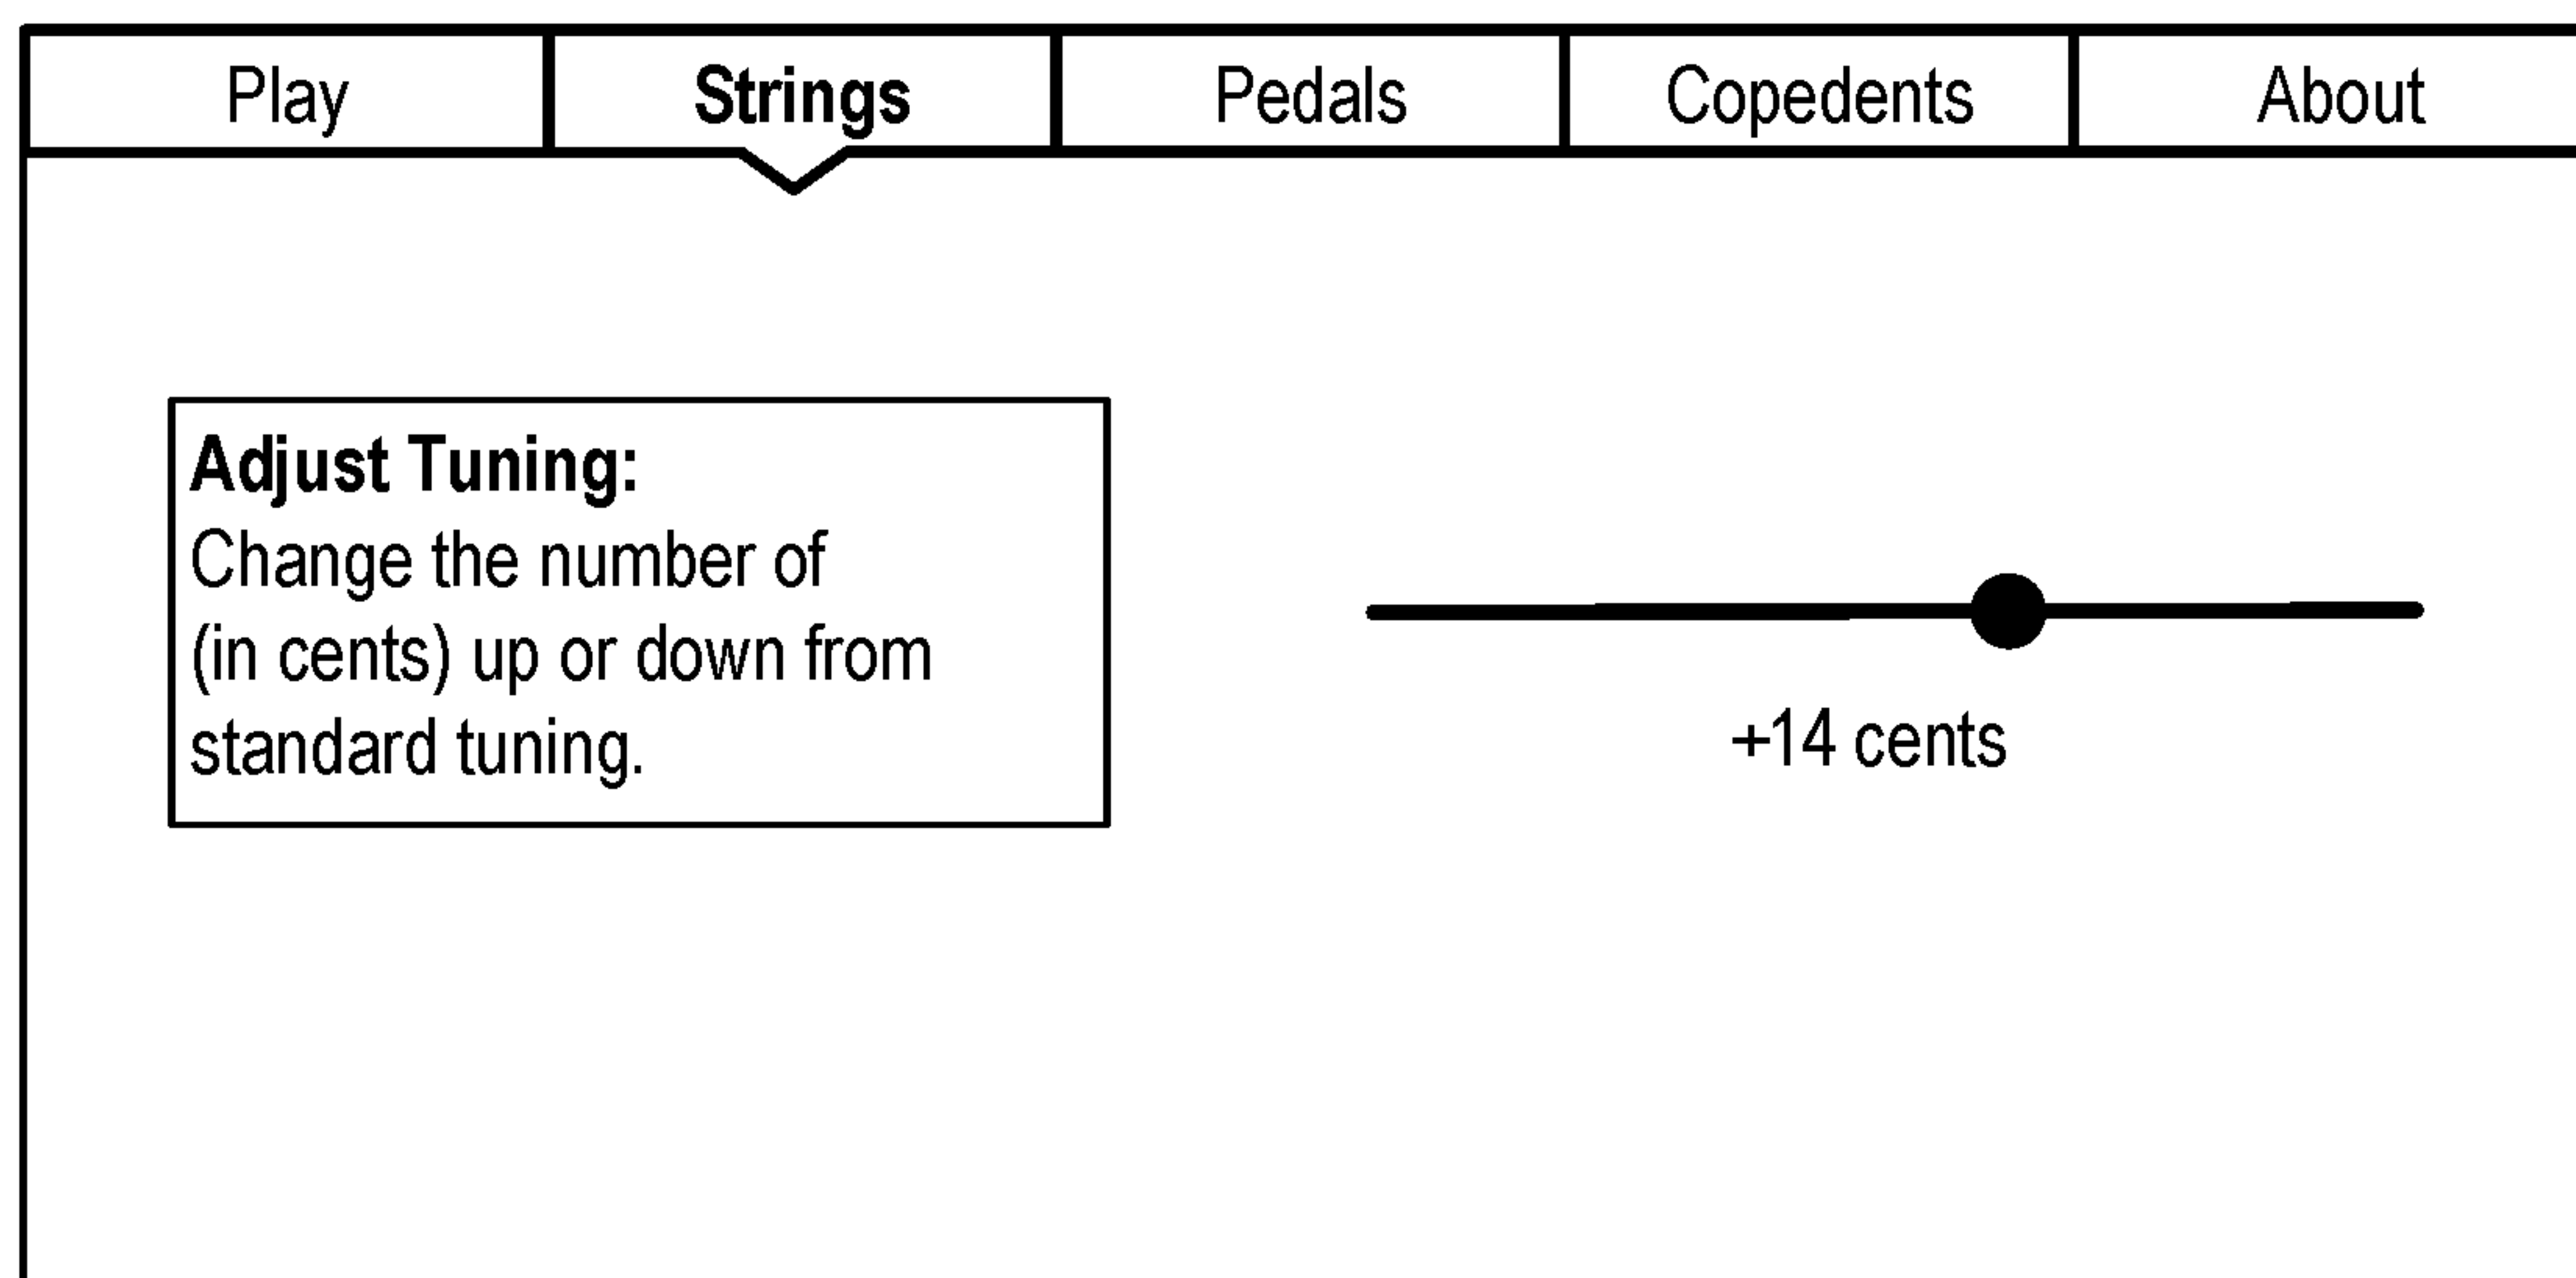 Play Strings Pedals Copedents About
Adjust Tuning:
Change the number of
(in cents) up or down from
standard tuning.
+14 cents